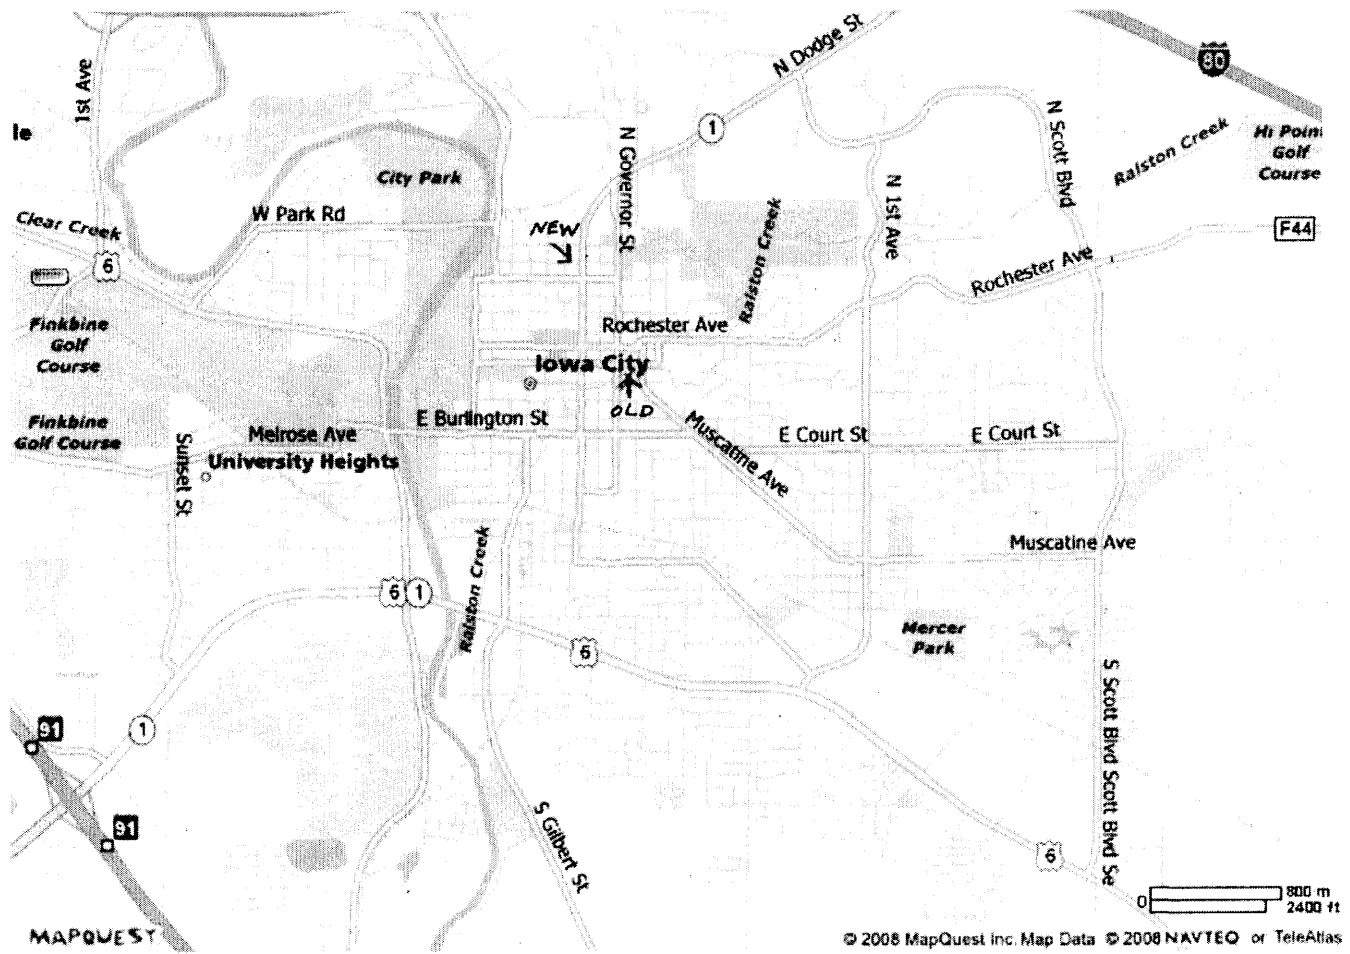 N Dodge St
80
1st Ave
le
1
N Governor St
N Scott Blvd
Ralston Creek
Hi Point
Golf
Course
City Park
N 1st Ave
Clear Creek
W Park Rd
NEW
Ralston Creek
F44
6
Rochester Ave
Finkbine
Golf
Course
Rochester Ave
Iowa City
OLD
Finkbine
Golf Course
Melrose Ave
E Burlington St
Muscatine Ave
E Court St
E Court St
Sunset St
University Heights
Muscatine Ave
Ralston Creek
6
1
6
Mercer
Park
91
1
S Scott Blvd Scott Blvd Se
91
S Gilbert St
6
0
800 m
2400 ft
MAPQUEST
© 2008 MapQuest Inc. Map Data © 2008 NAVTEQ or TeleAtlas